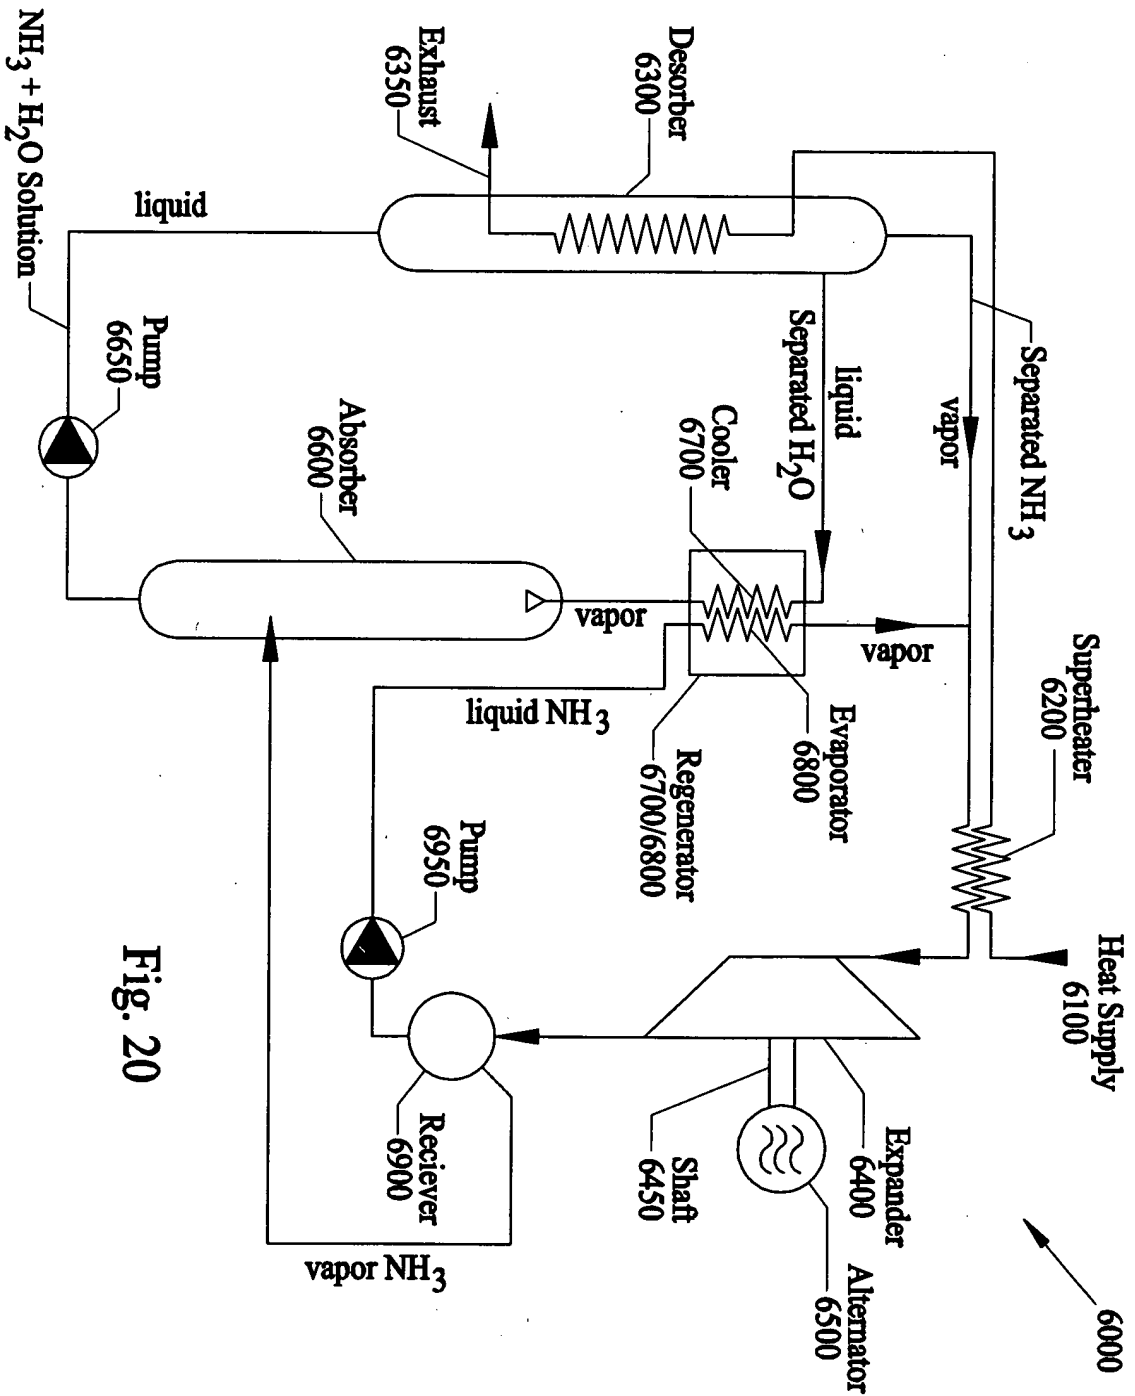 6000
Heat Supply
6100
Superheater
6200
Separated NH3
vapor
Expander
6400
Alternator
6500
Shaft
6450
vapor
Evaporator
6800
Regenerator
6700/6800
liquid
Separated H2O
Cooler
6700
Desorber
6300
Exhaust
6350
vapor
liquid NH3
Pump
6950
Reciever
6900
vapor NH3
Absorber
6600
Pump
6650
liquid
NH3 + H2O Solution
Fig. 20